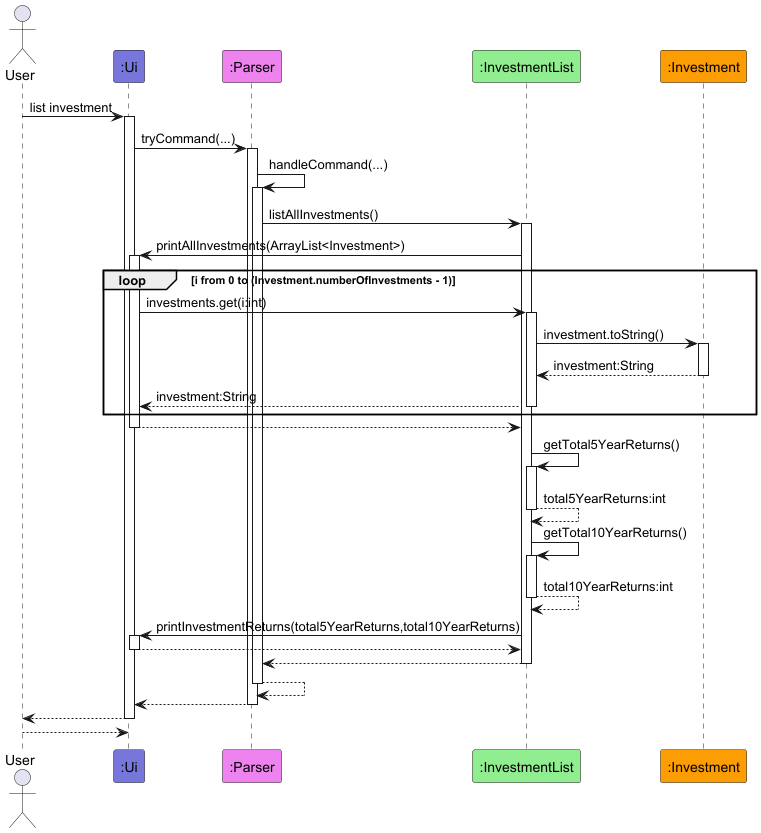 User
:Ui
:Parser
:InvestmentList
:Investment
list investment
tryCommand(...)
handleCommand(...)
listAllInvestments()
printAllInvestments(ArrayList<Investment>)
loop
[i from 0 to (Investment.numberOfInvestments - 1)]
investments.get(i:int)
investment.toString()
investment:String
investment:String
getTotal5YearReturns()
total5YearReturns:int
getTotal10YearReturns()
total10YearReturns:int
printInvestmentReturns(total5YearReturns,total10YearReturns)
User
:Ui
:Parser
:InvestmentList
:Investment